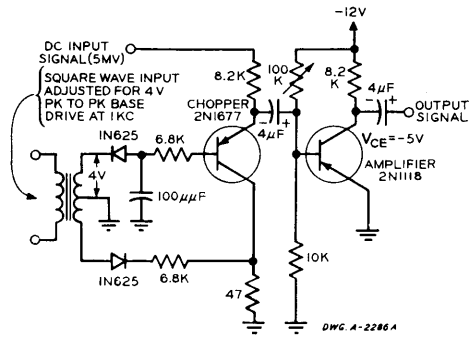 -12V
DC INPUT
SIGNAL (5MV)
SQUARE WAVE INPUT
ADJUSTED FOR 4 V
PK TO PK BASE
DRIVE AT 1KC
8.2K
100
K
8.2
K
4μF
- +
OUTPUT
SIGNAL
CHOPPER
2N1677
- +
4μF
VCE=-5V
AMPLIFIER
2N1118
1N625
6.8K
4V
100μμF
1N625
6.8K
47
10K
DWG. A-2286A